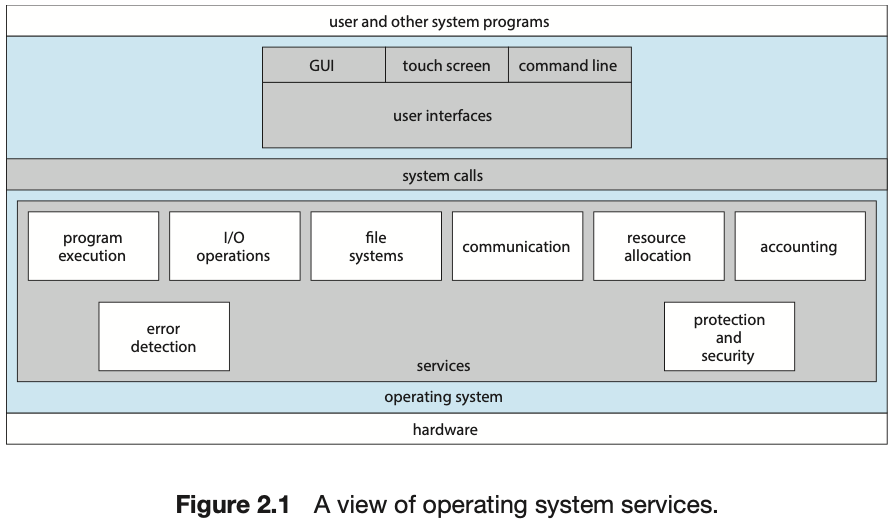 user and other system programs
GUI
touch screen
command line
user interfaces
system calls
program
execution
I/O
operations
file
systems
communication
resource
allocation
accounting
error
detection
protection
and
security
services
operating system
hardware
Figure 2.1 A view of operating system services.